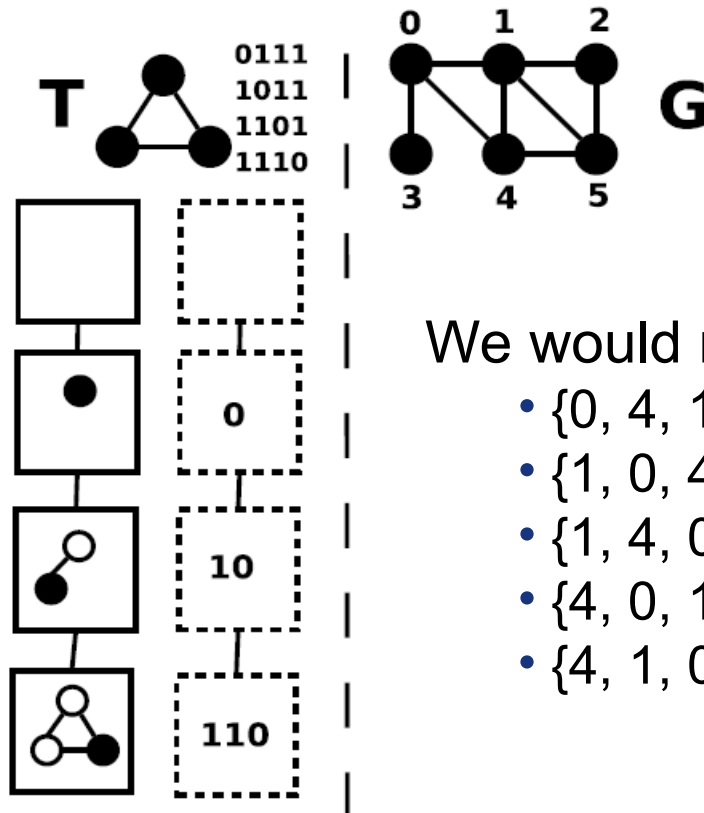 T
0111
1011
1101
1110
0
10
110
0 1 2
G
3 4 5
We would
• {0, 4, 1
• {1, 0, 4
• {1, 4, 0
• {4, 0, 1
• {4, 1, 0